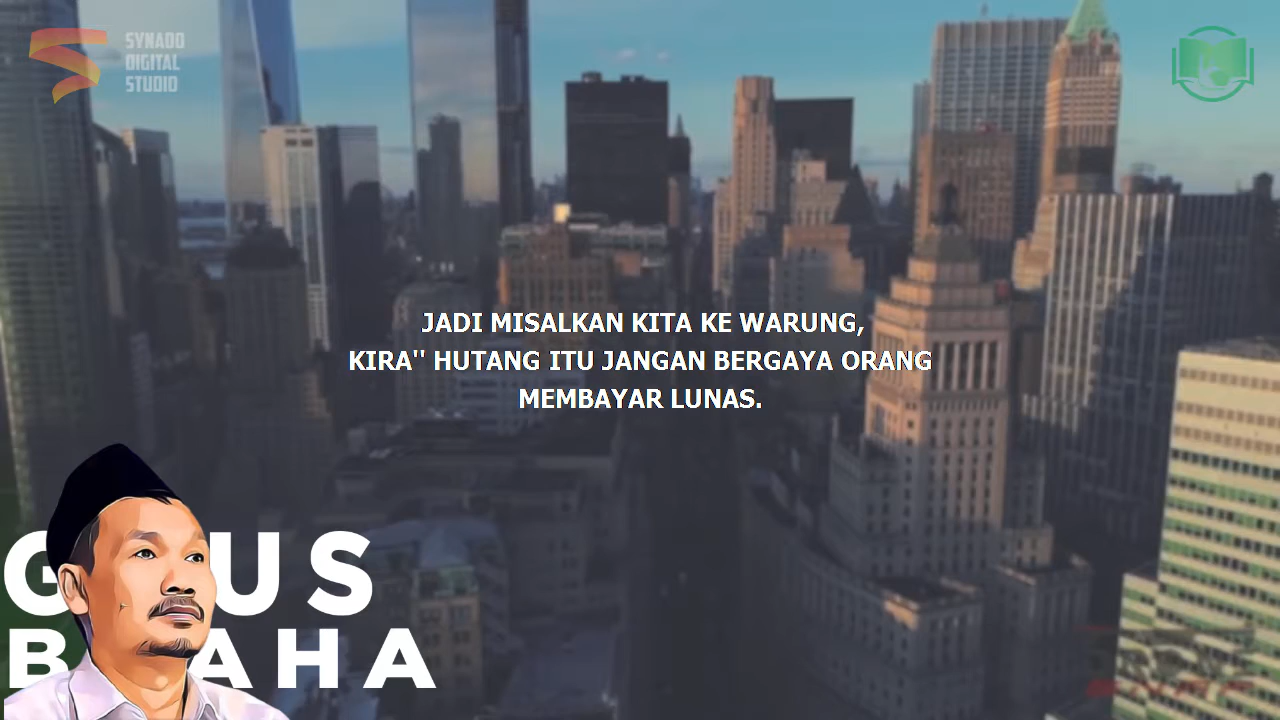 SYNADO
DIGITAL
STUDIO
JADI MISALKAN KITA KE WARUNG,
KIRA'' HUTANG ITU JANGAN BERGAYA ORANG
MEMBAYAR LUNAS.
G US
B AHA